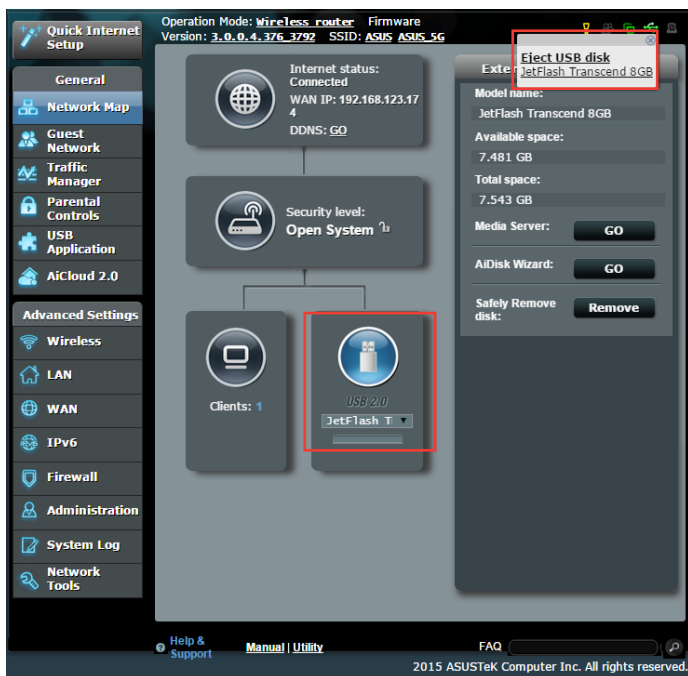 Quick Internet
Setup
Operation Mode: Wireless router Firmware
Version: 3.0.0.4.376_3792 SSID: ASUS ASUS_5G
Eject USB disk
JetFlash Transcend 8GB
General
Network Map
Guest
Network
Traffic
Manager
Parental
Controls
USB
Application
AiCloud 2.0
Advanced Settings
Wireless
LAN
WAN
IPv6
Firewall
Administration
System Log
Network
Tools
Internet status:
Connected
WAN IP: 192.168.123.17
4
DDNS: GO
Security level:
Open System
Clients: 1
USB 2.0
JetFlash T
Exte
Model name:
JetFlash Transcend 8GB
Available space:
7.481 GB
Total space:
7.543 GB
Media Server: GO
AiDisk Wizard: GO
Safely Remove
disk:
Remove
Help &
Support
Manual | Utility
FAQ
2015 ASUSTeK Computer Inc. All rights reserved.